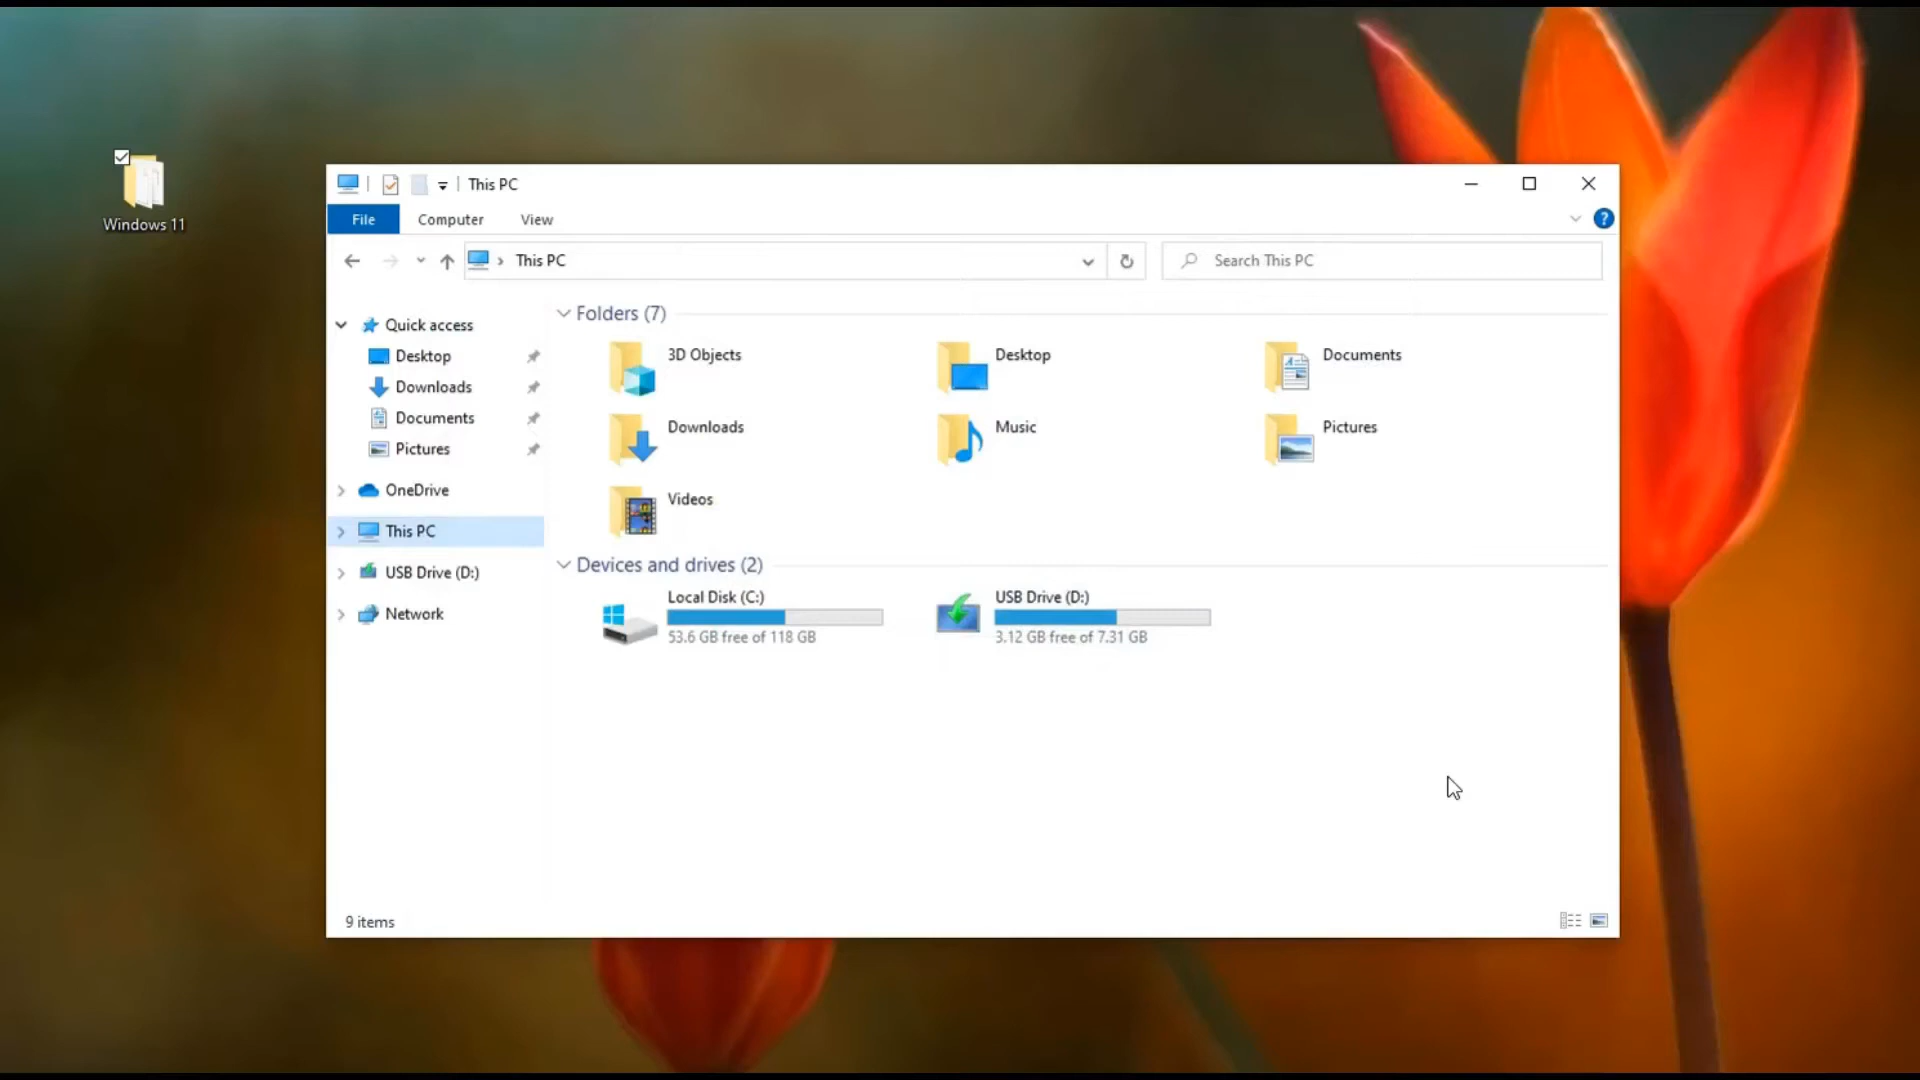 Windows 11
This PC
File
Computer
View
?
This PC
Search This PC
Quick access
Desktop
Downloads
Documents
Pictures
OneDrive
This PC
USB Drive (D:)
Network
Folders (7)
3D Objects
Desktop
Documents
Downloads
Music
Pictures
Videos
Devices and drives (2)
Local Disk (C:)
53.6 GB free of 118 GB
USB Drive (D:)
3.12 GB free of 7.31 GB
9 items